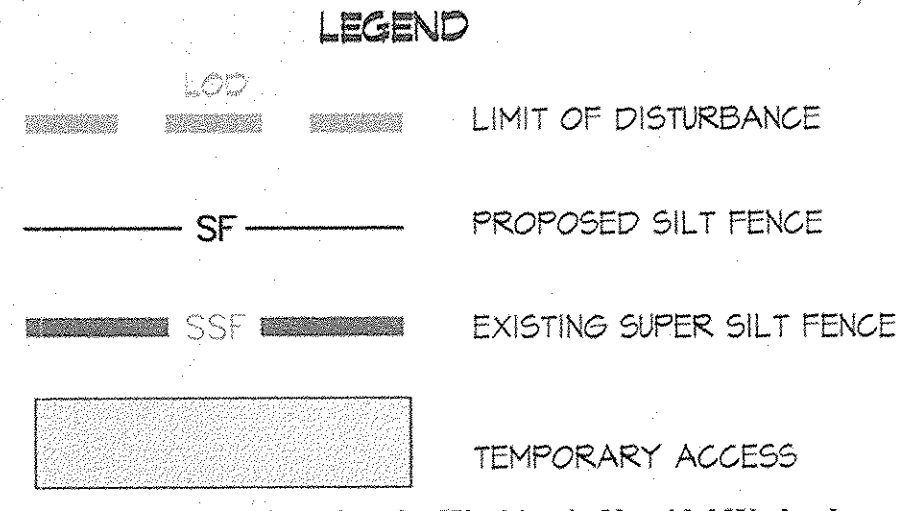 LEGEND
LOD
LIMIT OF DISTURBANCE
SF
PROPOSED SILT FENCE
SSF
EXISTING SUPER SILT FENCE
TEMPORARY ACCESS